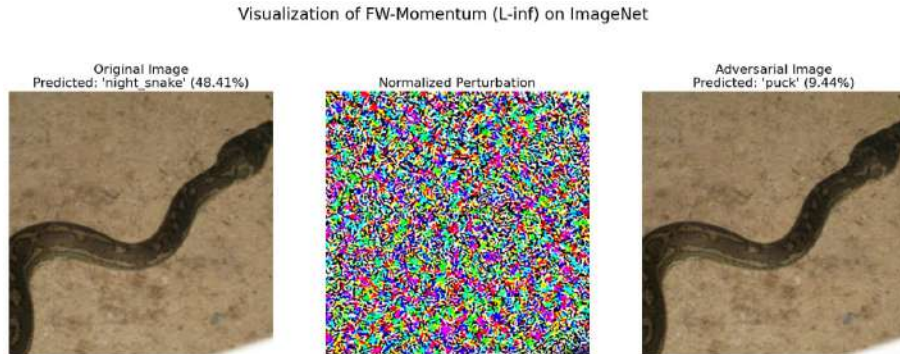 Visualization of FW-Momentum (L-inf) on ImageNet
Original Image
Predicted: 'night_snake' (48.41%)
Normalized Perturbation
Adversarial Image
Predicted: 'puck' (9.44%)